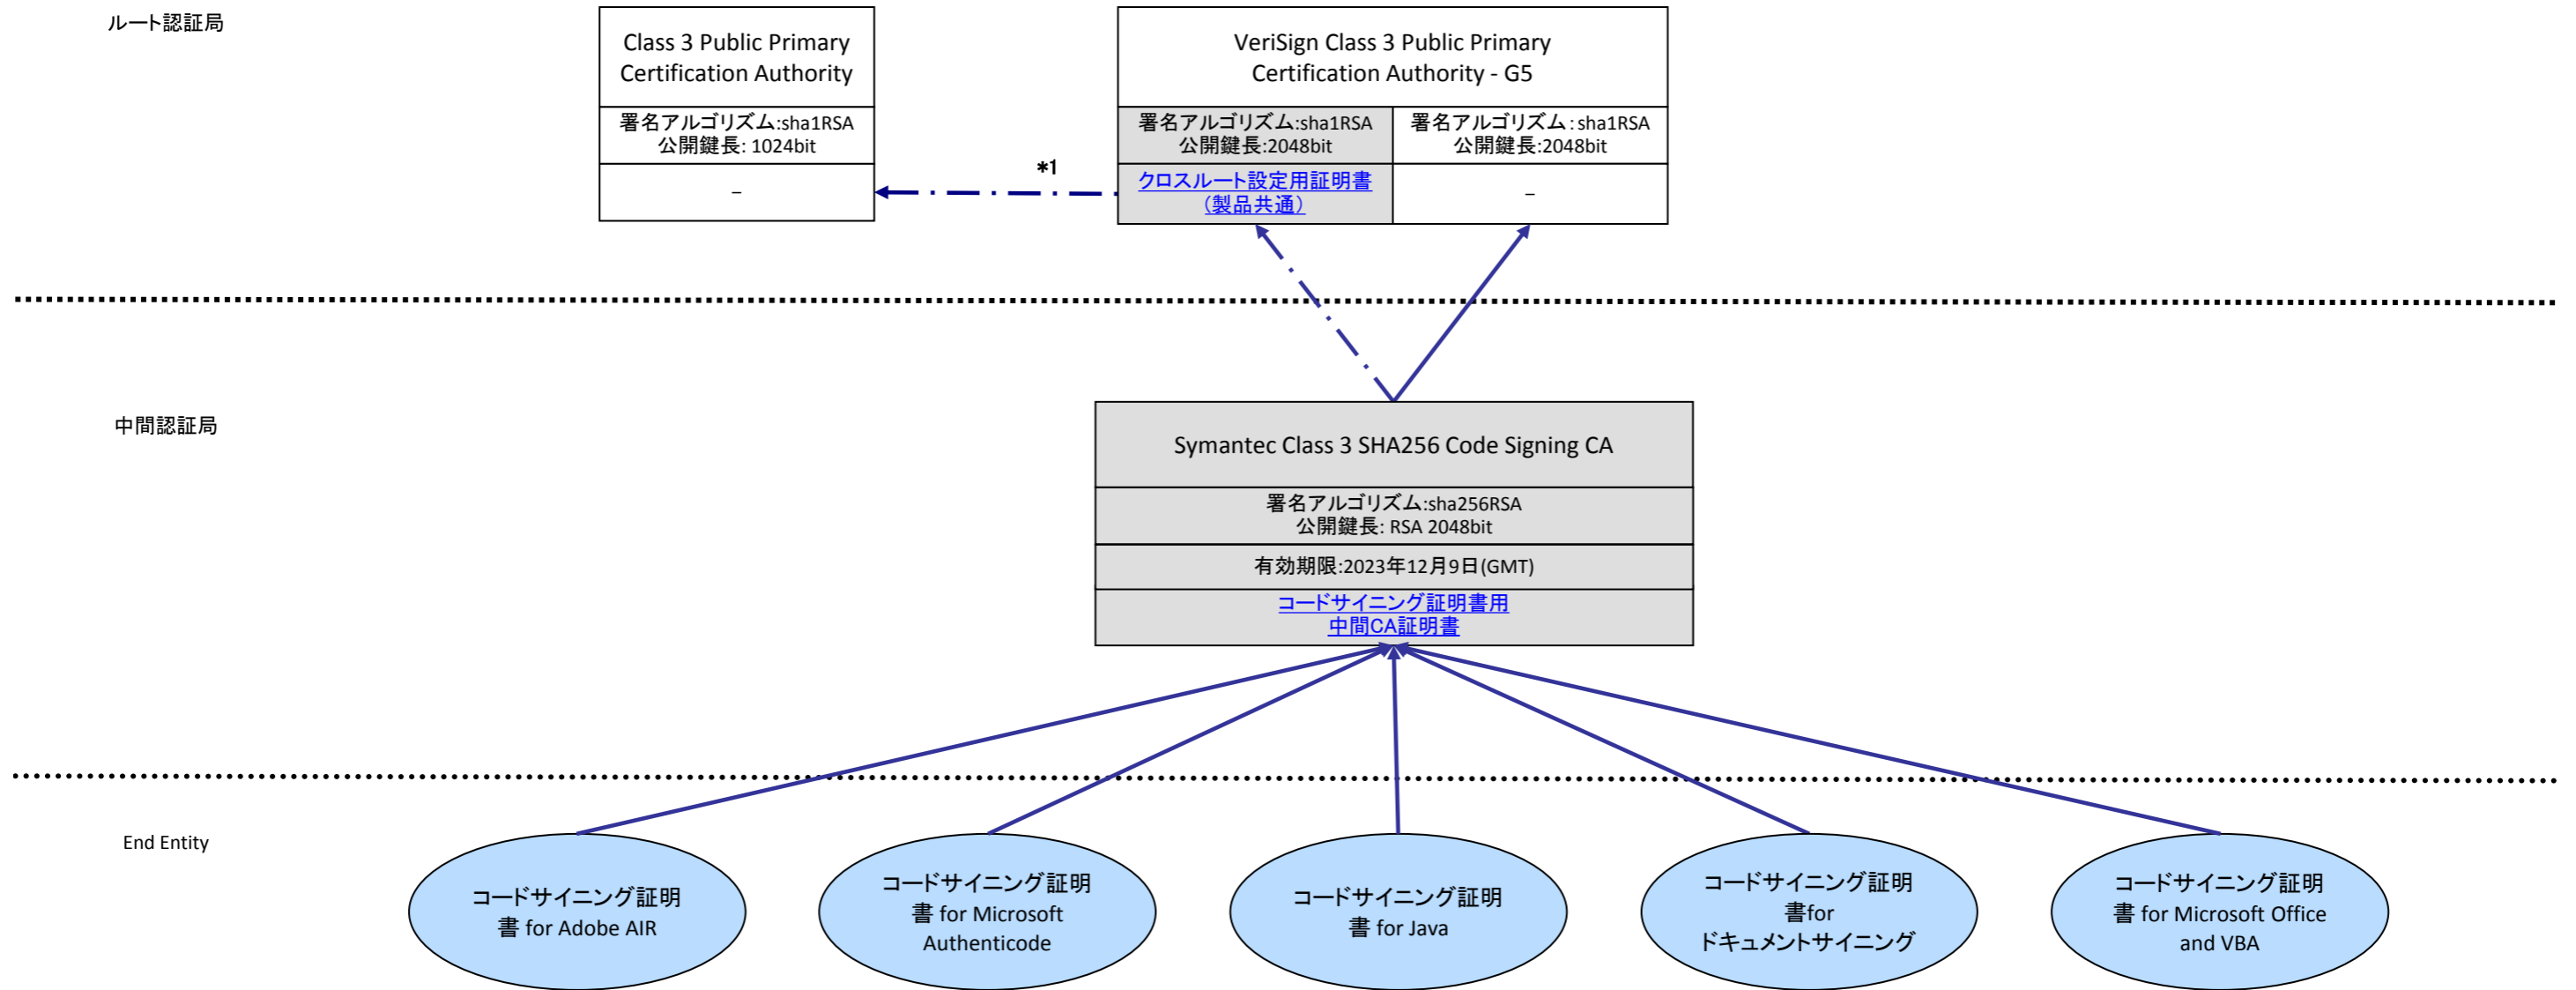 ルート認証局
Class 3 Public Primary
Certification Authority
署名アルゴリズム:sha1RSA
公開鍵長: 1024bit
–
*1
VeriSign Class 3 Public Primary
Certification Authority - G5
署名アルゴリズム:sha1RSA
公開鍵長:2048bit
クロスルート設定用証明書
（製品共通）
署名アルゴリズム：sha1RSA
公開鍵長:2048bit
–
中間認証局
Symantec Class 3 SHA256 Code Signing CA
署名アルゴリズム:sha256RSA
公開鍵長: RSA 2048bit
有効期限:2023年12月9日(GMT)
コードサイニング証明書用
中間CA証明書
End Entity
コードサイニング証明
書 for Adobe AIR
コードサイニング証明
書 for Microsoft
Authenticode
コードサイニング証明
書 for Java
コードサイニング証明
書for
ドキュメントサイニング
コードサイニング証明
書 for Microsoft Office
and VBA